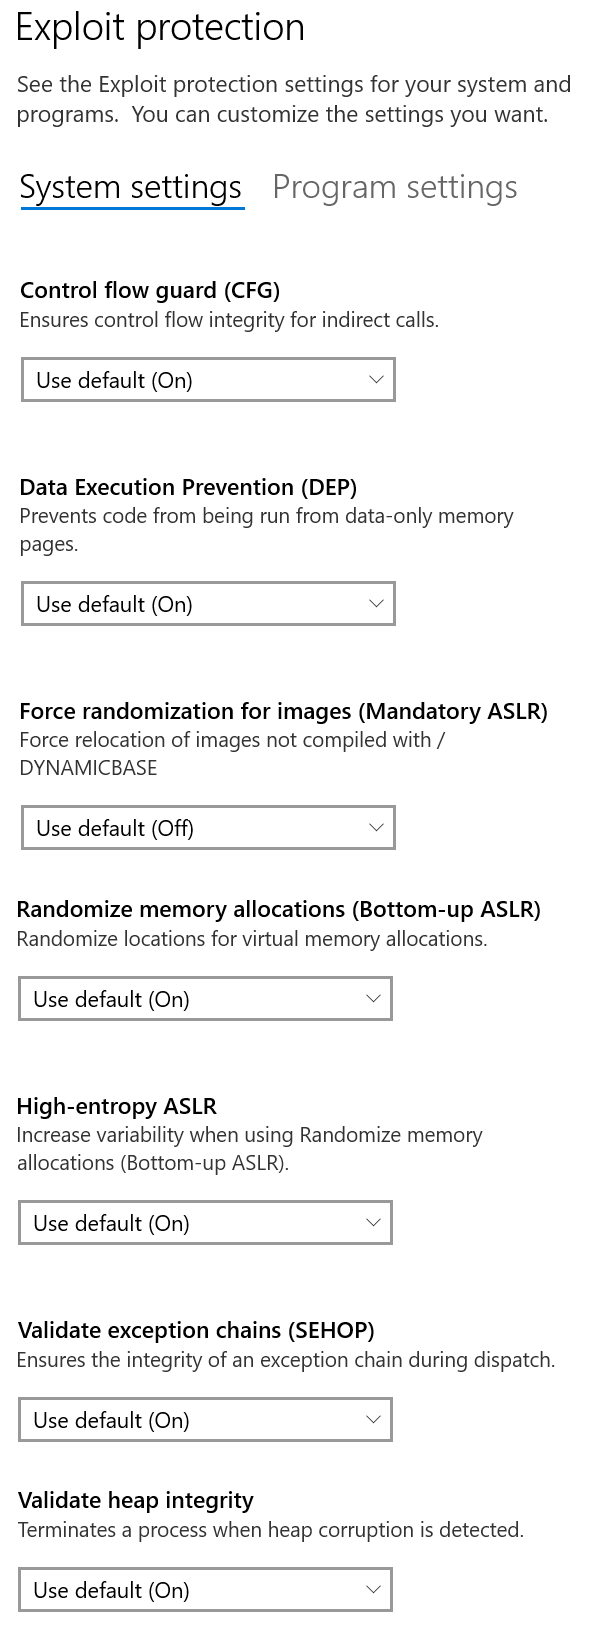 Exploit protection
See the Exploit protection settings for your system and
programs.  You can customize the settings you want.
System settings
Program settings
Control flow guard (CFG)
Ensures control flow integrity for indirect calls.
Use default (On)
Data Execution Prevention (DEP)
Prevents code from being run from data-only memory
pages.
Use default (On)
Force randomization for images (Mandatory ASLR)
Force relocation of images not compiled with /
DYNAMICBASE
Use default (Off)
Randomize memory allocations (Bottom-up ASLR)
Randomize locations for virtual memory allocations.
Use default (On)
High-entropy ASLR
Increase variability when using Randomize memory
allocations (Bottom-up ASLR).
Use default (On)
Validate exception chains (SEHOP)
Ensures the integrity of an exception chain during dispatch.
Use default (On)
Validate heap integrity
Terminates a process when heap corruption is detected.
Use default (On)